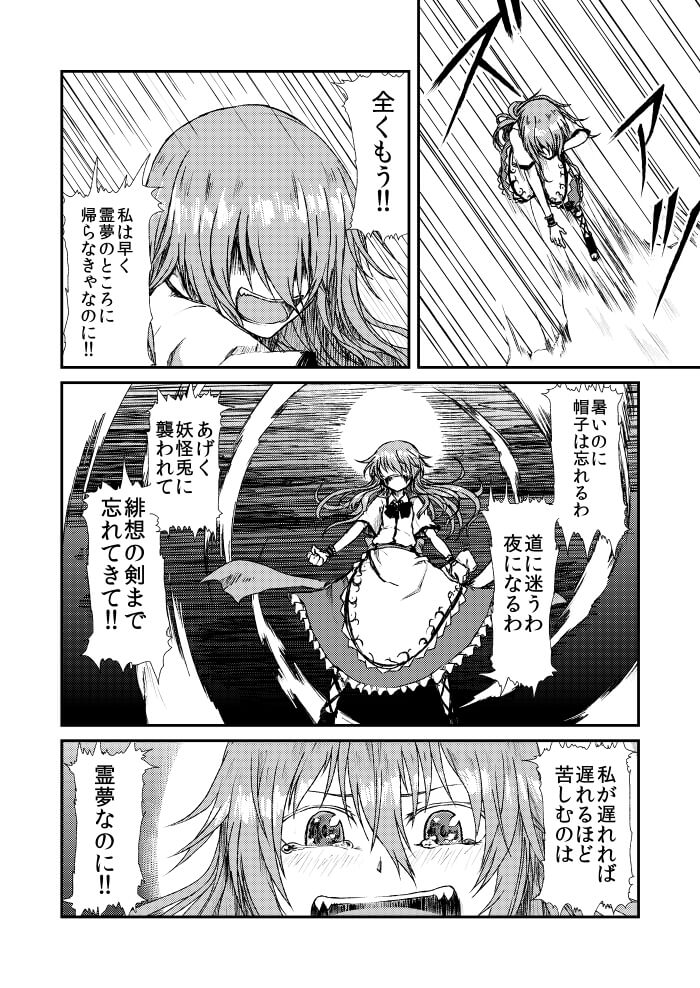 全くもう!!
私は早く
霊夢のところに
帰らなきゃなのに!!
暑いのに
帽子は忘れるわ
道に迷うわ
夜になるわ
あげく
妖怪兎に
襲われて
緋想の剣まで
忘れてきて!!
私が遅れれば
遅れるほど
苦しむのは
霊夢なのに!!